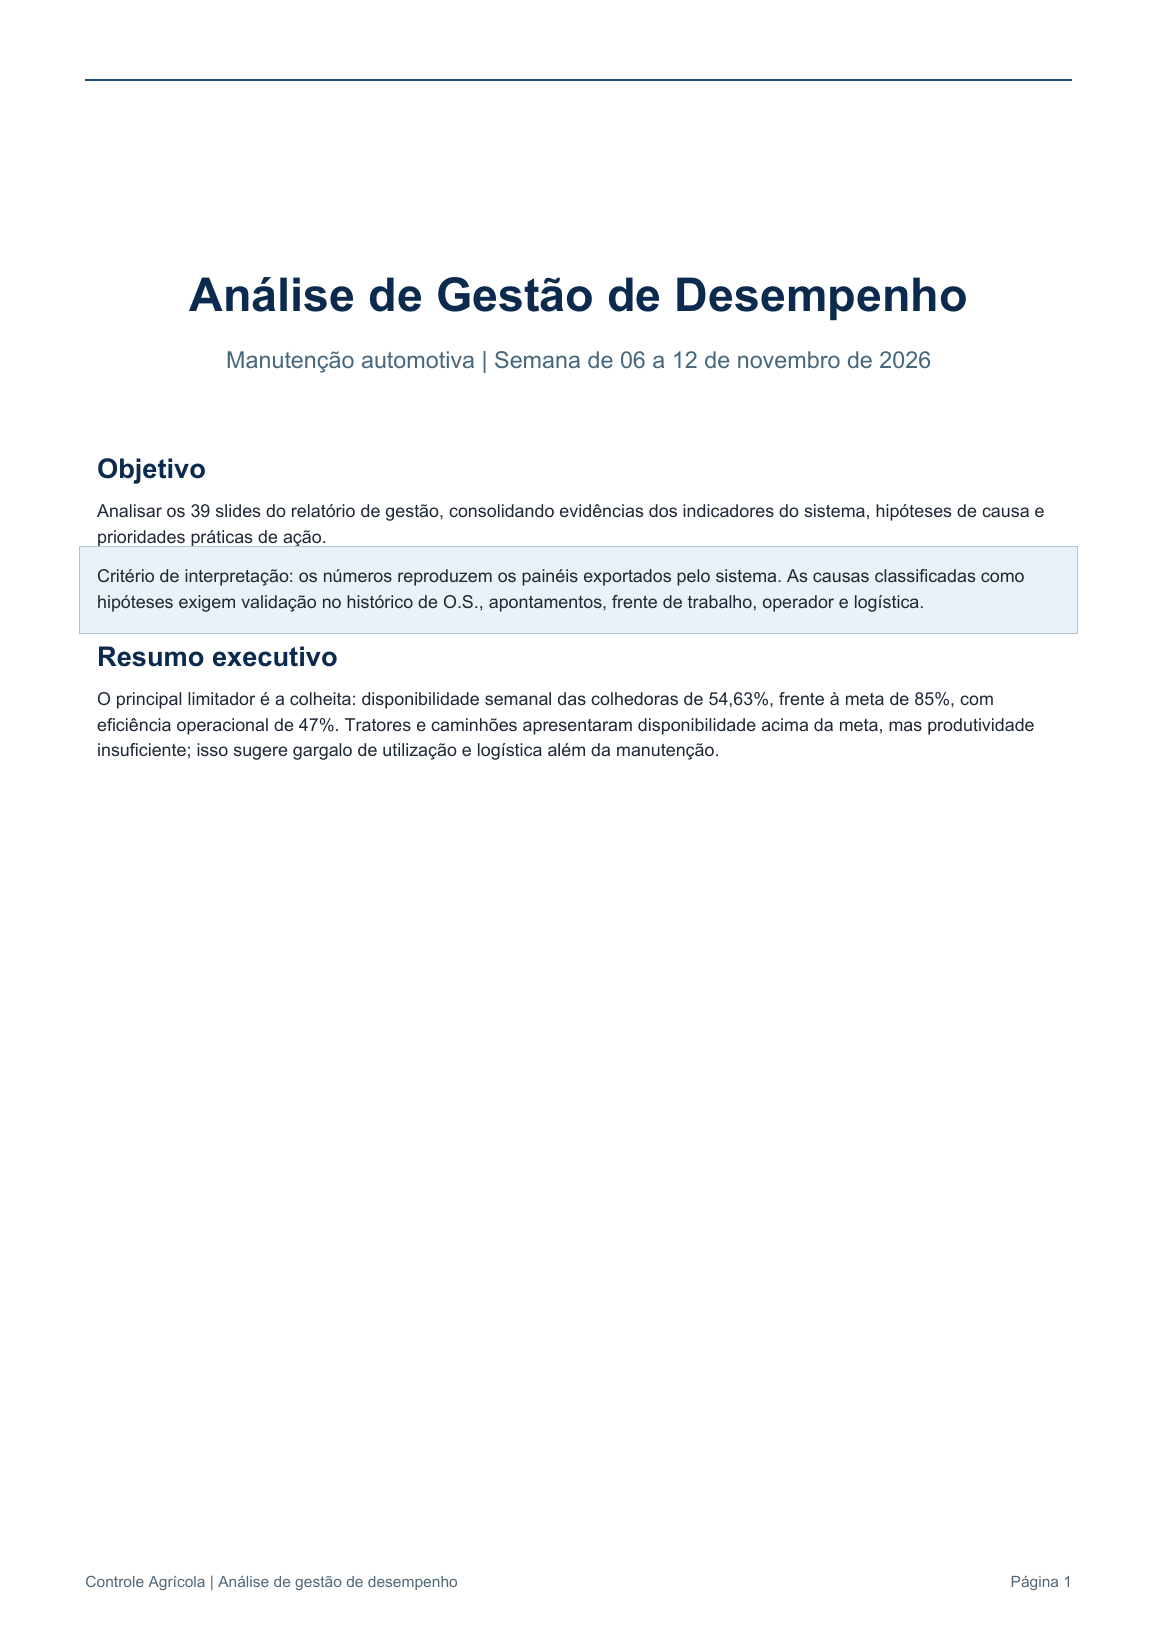 Análise de Gestão de Desempenho
Manutenção automotiva | Semana de 06 a 12 de novembro de 2026
Objetivo
Analisar os 39 slides do relatório de gestão, consolidando evidências dos indicadores do sistema, hipóteses de causa e
prioridades práticas de ação.
Critério de interpretação: os números reproduzem os painéis exportados pelo sistema. As causas classificadas como
hipóteses exigem validação no histórico de O.S., apontamentos, frente de trabalho, operador e logística.
Resumo executivo
O principal limitador é a colheita: disponibilidade semanal das colhedoras de 54,63%, frente à meta de 85%, com
eficiência operacional de 47%. Tratores e caminhões apresentaram disponibilidade acima da meta, mas produtividade
insuficiente; isso sugere gargalo de utilização e logística além da manutenção.
Controle Agrícola | Análise de gestão de desempenho
Página 1